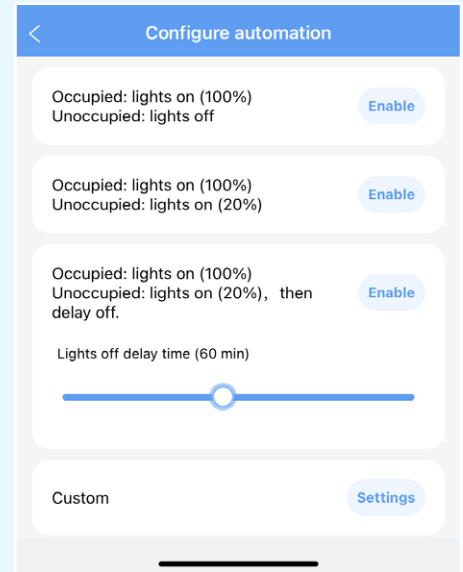 Configure automation
Occupied: lights on (100%)
Unoccupied: lights off
Enable
Occupied: lights on (100%)
Unoccupied: lights on (20%)
Enable
Occupied: lights on (100%)
Unoccupied: lights on (20%)，then
delay off.
Enable
Lights off delay time (60 min)
Custom
Settings